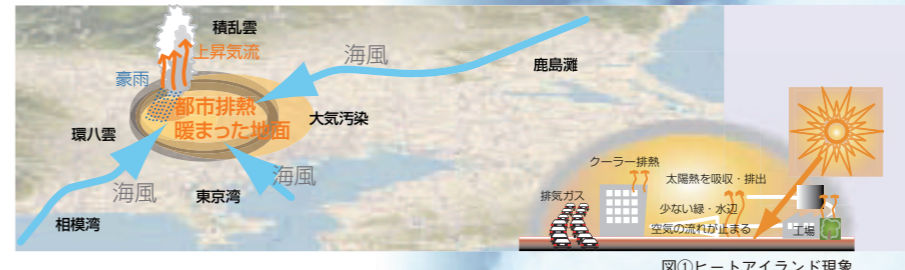 積乱雲
上昇気流
海風
鹿島灘
豪雨
都市排熱
暖まった地面
大気汚染
環八雲
海風
東京湾
海風
相模湾
クーラー排熱
太陽熱を吸収・排出
排気ガス
少ない緑・水辺
空気の流れが止まる
工場
図①ヒートアイランド現象